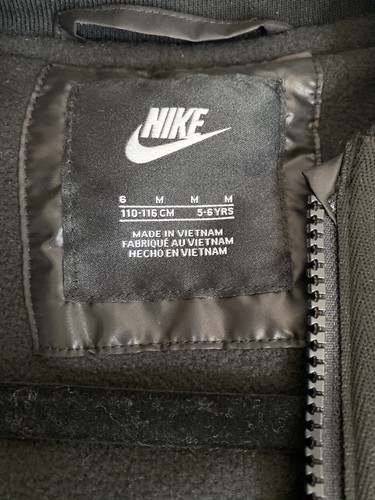 NIKE
6 M M M
110-116 CM 5-6 YRS
MADE IN VIETNAM
FABRIQUÉ AU VIETNAM
HECHO EN VIETNAM